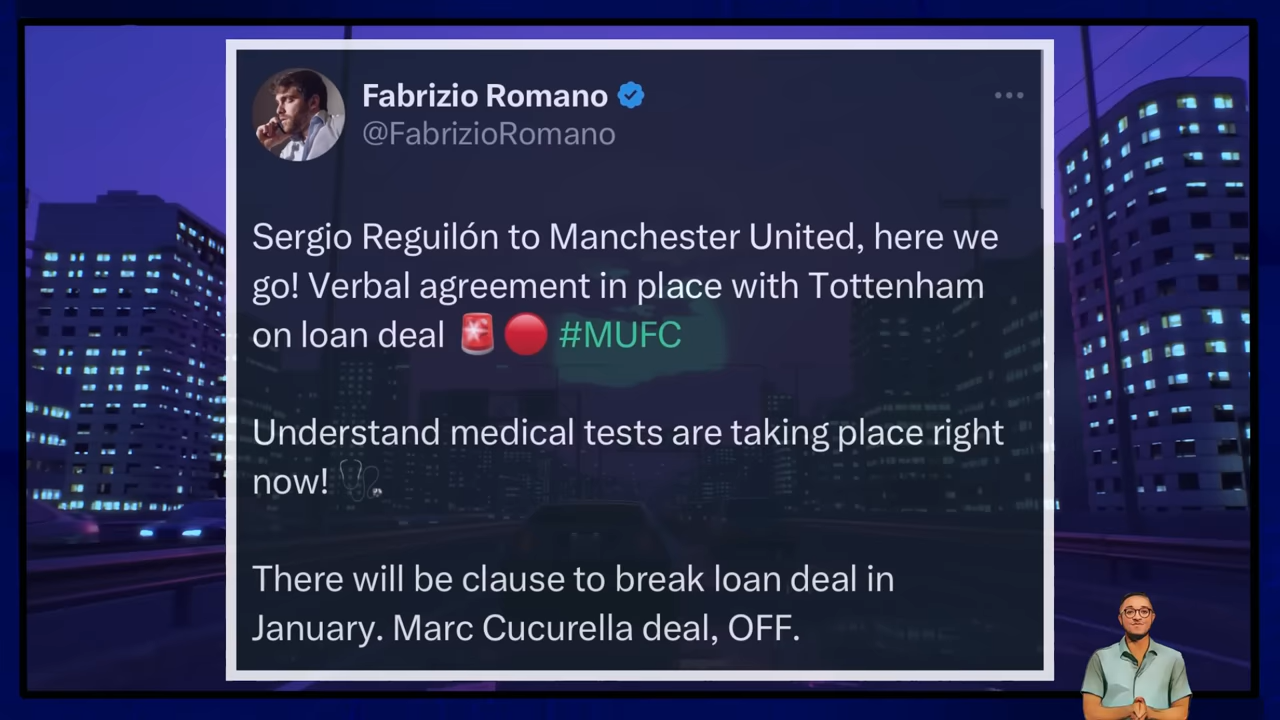 Fabrizio Romano
@FabrizioRomano
Sergio Reguilón to Manchester United, here we
go! Verbal agreement in place with Tottenham
on loan deal 🚨🔴 #MUFC
Understand medical tests are taking place right
now! 🩺
There will be clause to break loan deal in
January. Marc Cucurella deal, OFF.